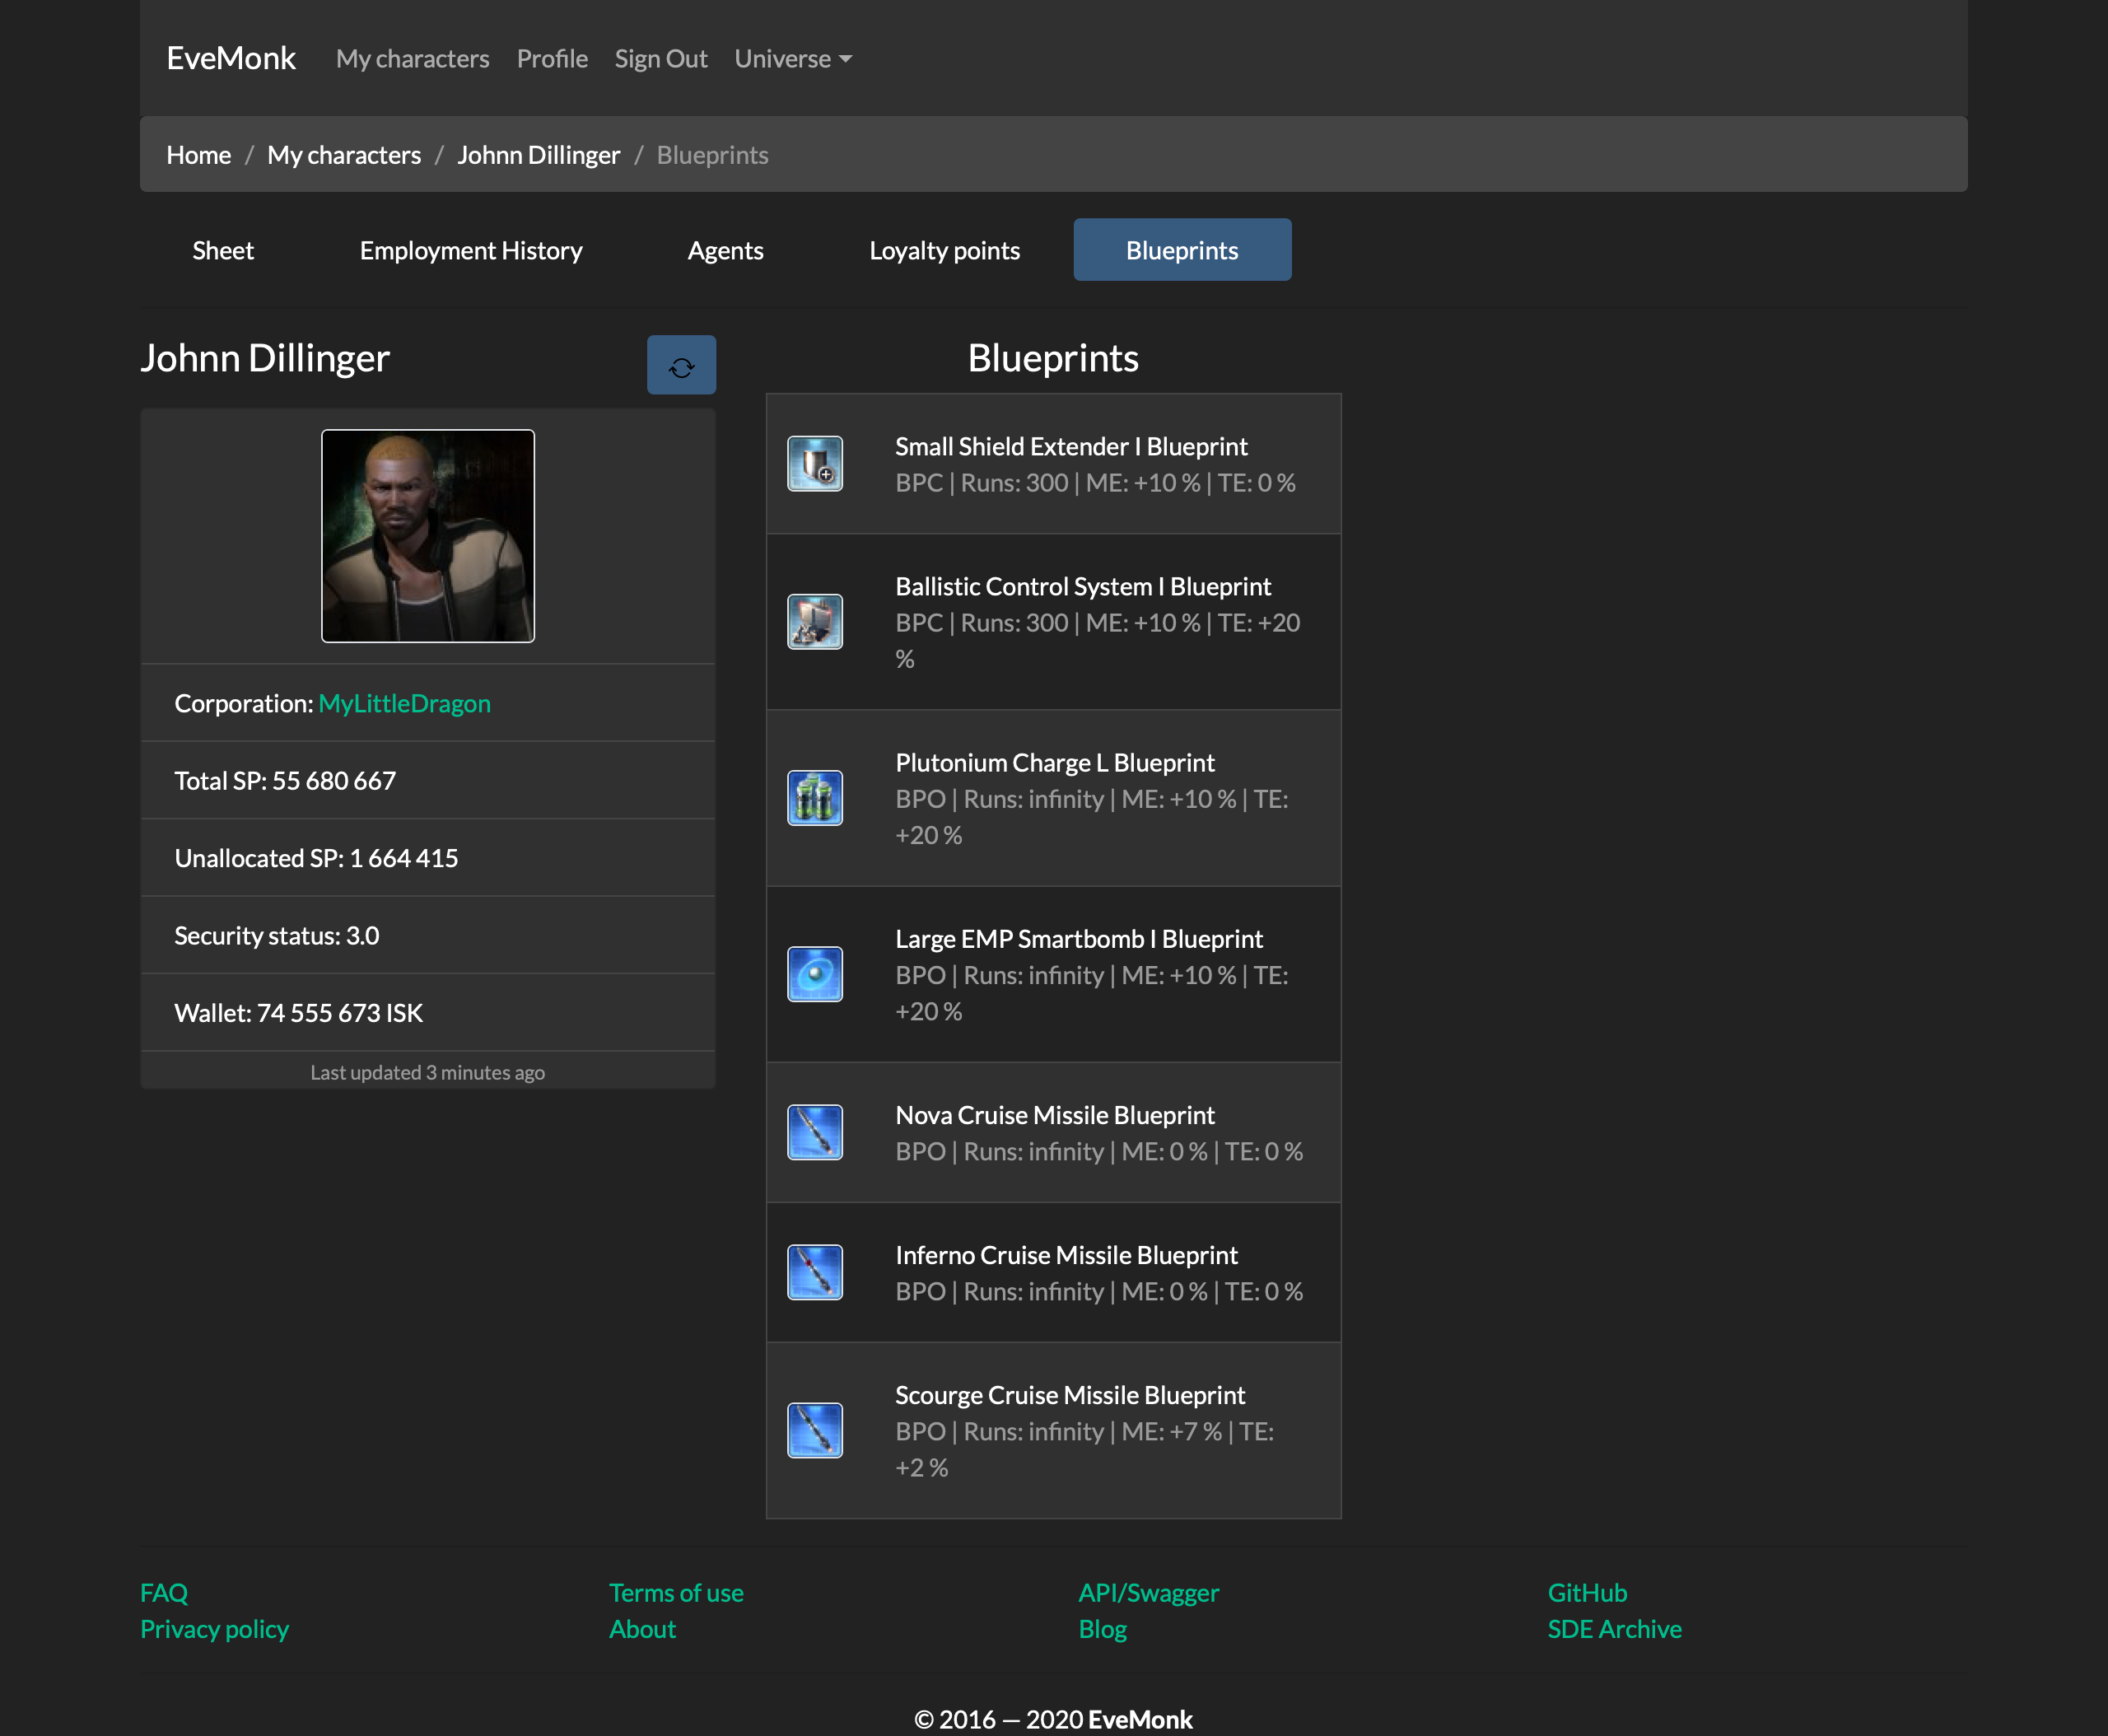 EveMonk My characters Profile Sign Out Universe
Home / My characters / Johnn Dillinger / Blueprints
Sheet Employment History Agents Loyalty points Blueprints
Johnn Dillinger
Corporation: MyLittleDragon
Total SP: 55 680 667
Unallocated SP: 1 664 415
Security status: 3.0
Wallet: 74 555 673 ISK
Last updated 3 minutes ago
Blueprints
Small Shield Extender I Blueprint
BPC | Runs: 300 | ME: +10 % | TE: 0 %
Ballistic Control System I Blueprint
BPC | Runs: 300 | ME: +10 % | TE: +20
%
Plutonium Charge L Blueprint
BPO | Runs: infinity | ME: +10 % | TE:
+20 %
Large EMP Smartbomb I Blueprint
BPO | Runs: infinity | ME: +10 % | TE:
+20 %
Nova Cruise Missile Blueprint
BPO | Runs: infinity | ME: 0 % | TE: 0 %
Inferno Cruise Missile Blueprint
BPO | Runs: infinity | ME: 0 % | TE: 0 %
Scourge Cruise Missile Blueprint
BPO | Runs: infinity | ME: +7 % | TE:
+2 %
FAQ Terms of use API/Swagger GitHub
Privacy policy About Blog SDE Archive
© 2016 — 2020 EveMonk